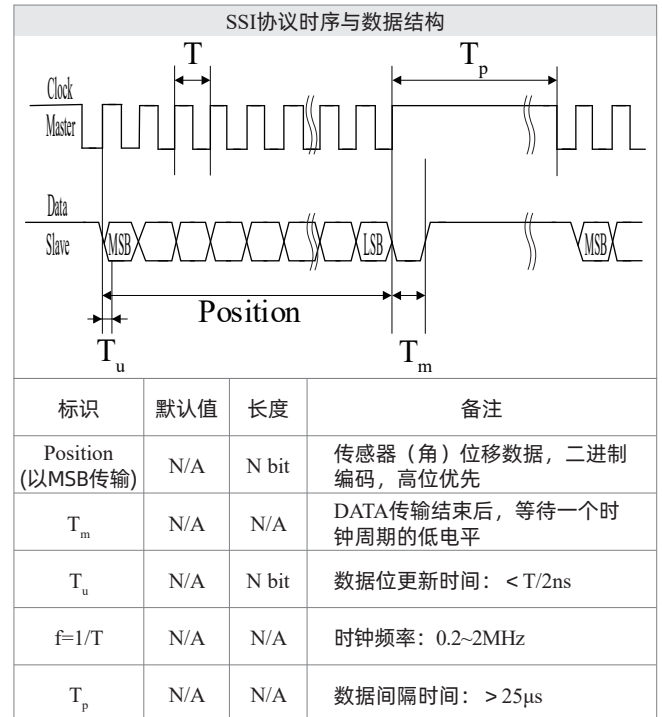 SSI协议时序与数据结构
T
Tp
Clock
Master
Data
Slave
MSB
LSB
MSB
Position
Tu
Tm
标识 默认值 长度 备注
Position
(以MSB传输)
N/A N bit
传感器（角）位移数据，二进制
编码，高位优先
Tm N/A N/A
DATA传输结束后，等待一个时
钟周期的低电平
Tu N/A N bit 数据位更新时间：＜T/2ns
f=1/T N/A N/A 时钟频率：0.2~2MHz
Tp N/A N/A 数据间隔时间：＞25μs